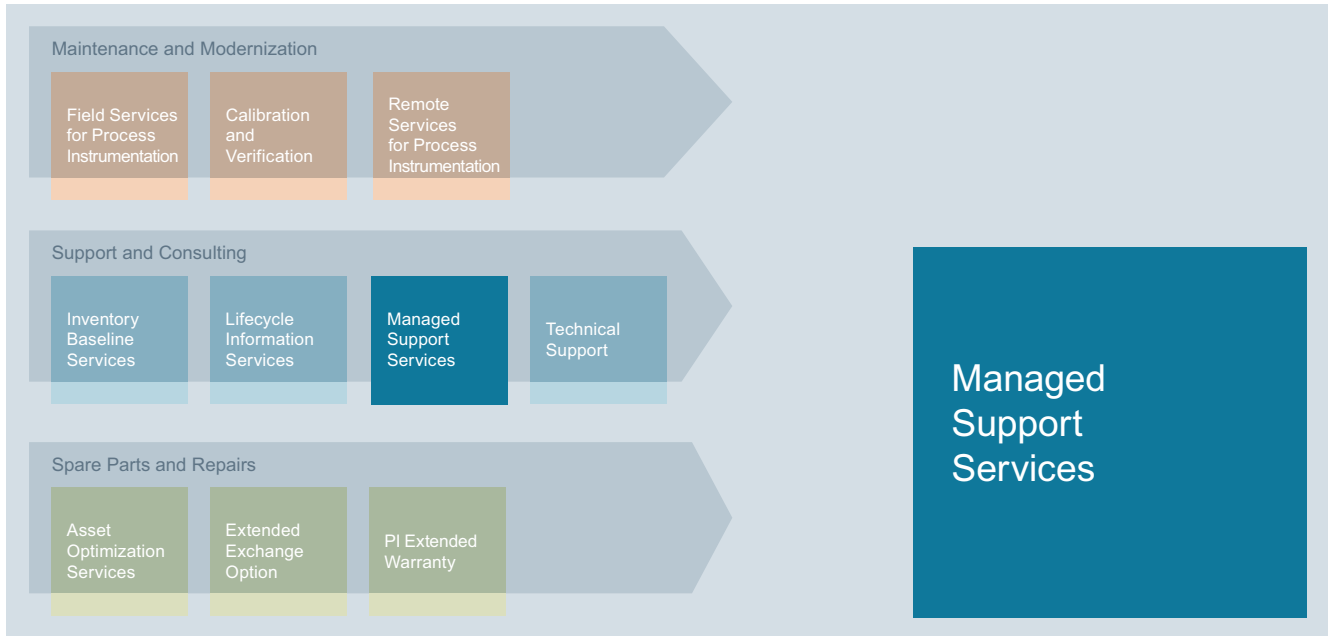 Maintenance and Modernization
Field Services
for Process
Instrumentation
Calibration
and
Verification
Remote
Services
for Process
Instrumentation
Support and Consulting
Inventory
Baseline
Services
Lifecycle
Information
Services
Managed
Support
Services
Technical
Support
Managed
Support
Services
Spare Parts and Repairs
Asset
Optimization
Services
Extended
Exchange
Option
PI Extended
Warranty